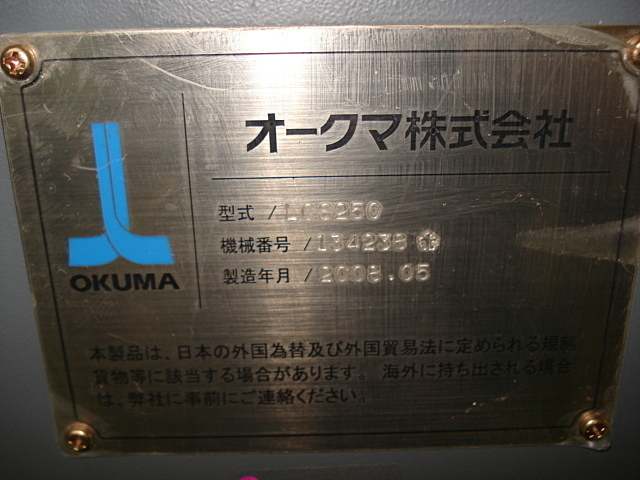 オークマ株式会社
型式 /
機械番号 /
製造年月 /
OKUMA
本製品は、日本の外国為替及び外国貿易法に定められる規制
貨物等に該当する場合があります。 海外に持ち出される場合
は、弊社に事前にご連絡ください。